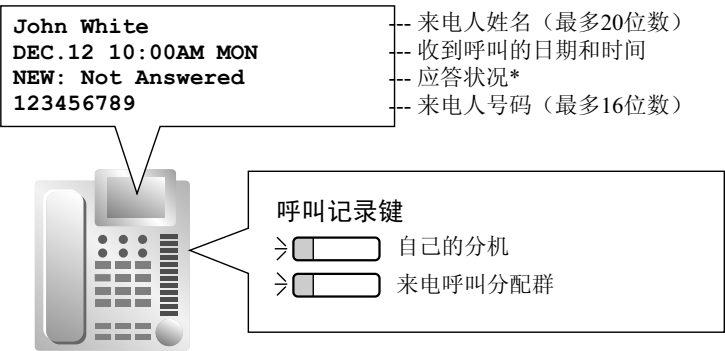 John White --- 来电人姓名（最多20位数）
DEC.12 10:00AM MON --- 收到呼叫的日期和时间
NEW: Not Answered --- 应答状况*
123456789 --- 来电人号码（最多16位数）
呼叫记录键
自己的分机
来电呼叫分配群